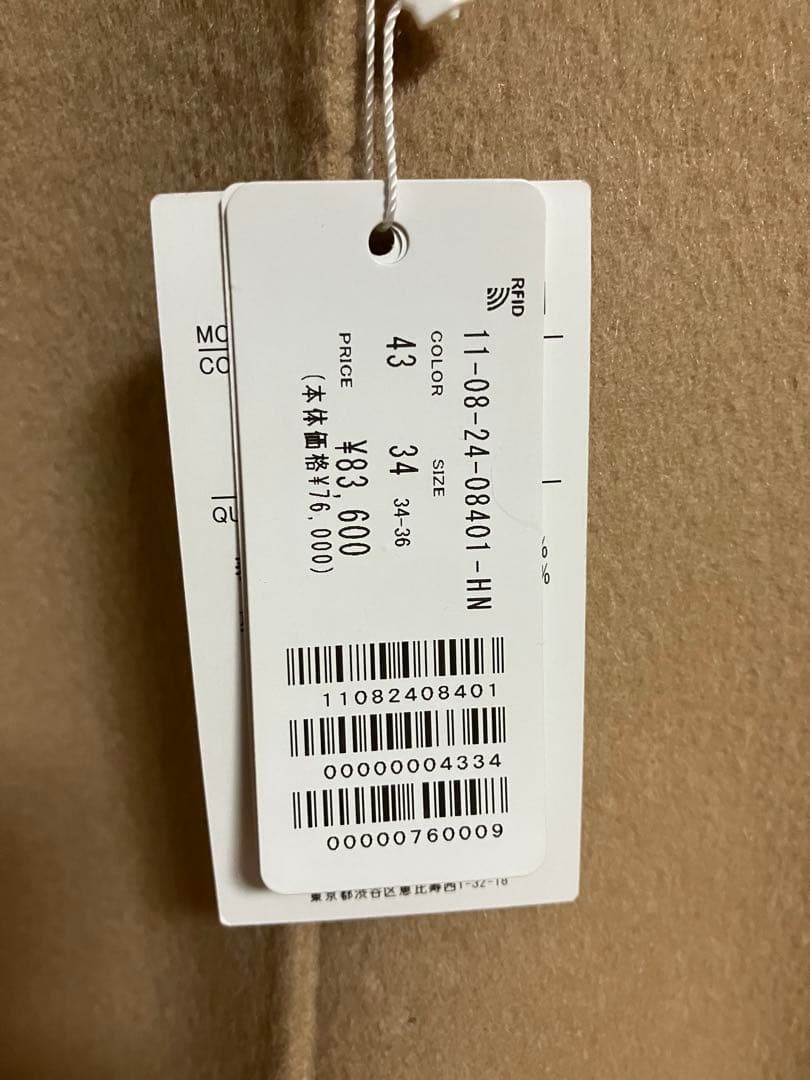 RFID
11-08-24-08401-HN
COLOR SIZE
43 34 34-36
PRICE ¥83,600
(本体価格¥76,000)
11082408401
00000004334
00000760009
MO
CO
QU
%
東京都渋谷区恵比寿西1-32-18